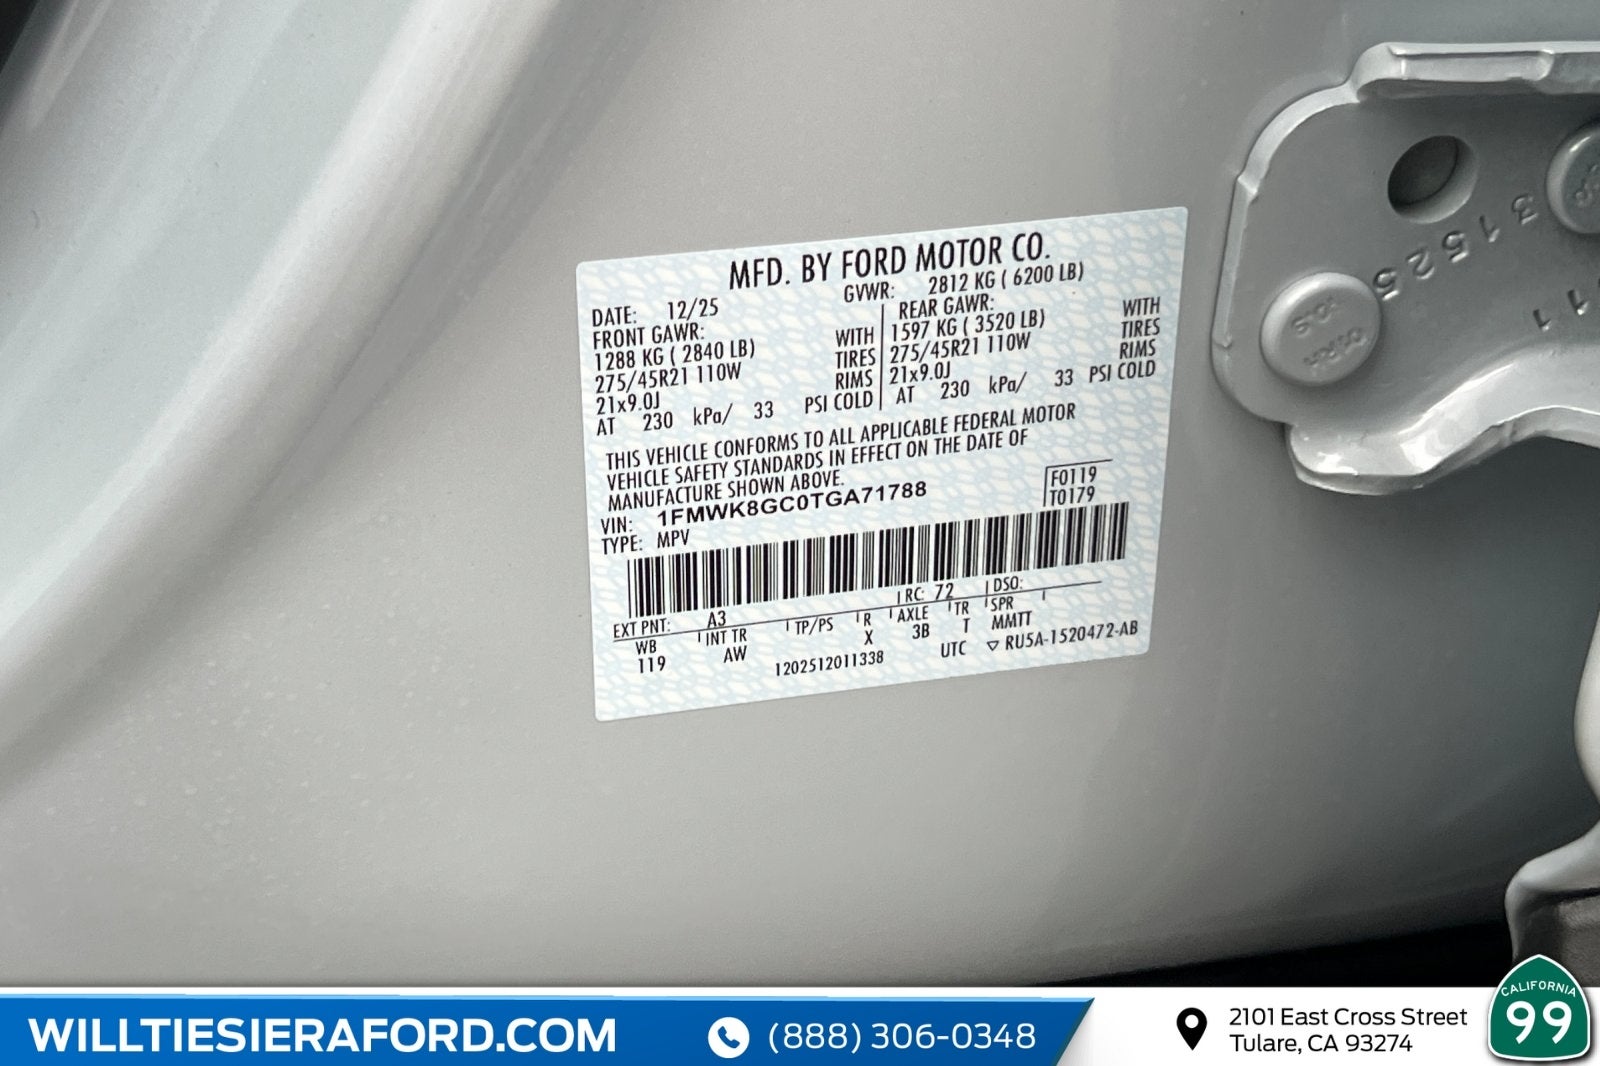 MFD. BY FORD MOTOR CO.
DATE: 12/25 GVWR: 2812 KG ( 6200 LB)
FRONT GAWR: WITH REAR GAWR: WITH
1288 KG ( 2840 LB) TIRES 1597 KG ( 3520 LB) TIRES
275/45R21 110W RIMS 275/45R21 110W RIMS
21x9.0J 21x9.0J
AT 230 kPa/ 33 PSI COLD AT 230 kPa/ 33 PSI COLD
THIS VEHICLE CONFORMS TO ALL APPLICABLE FEDERAL MOTOR
VEHICLE SAFETY STANDARDS IN EFFECT ON THE DATE OF
MANUFACTURE SHOWN ABOVE.
VIN: 1FMWK8GC0TGA71788 F0119
TYPE: MPV T0179
EXT PNT: A3 RC: 72 DSO:
WB INT TR TP/PS R AXLE TR SPR
119 AW X 3B T MMTT
1202512011338 UTC ▽ RU5A-1520472-AB
31525
WILLTIESIERAFORD.COM
(888) 306-0348
2101 East Cross Street
Tulare, CA 93274
CALIFORNIA
99